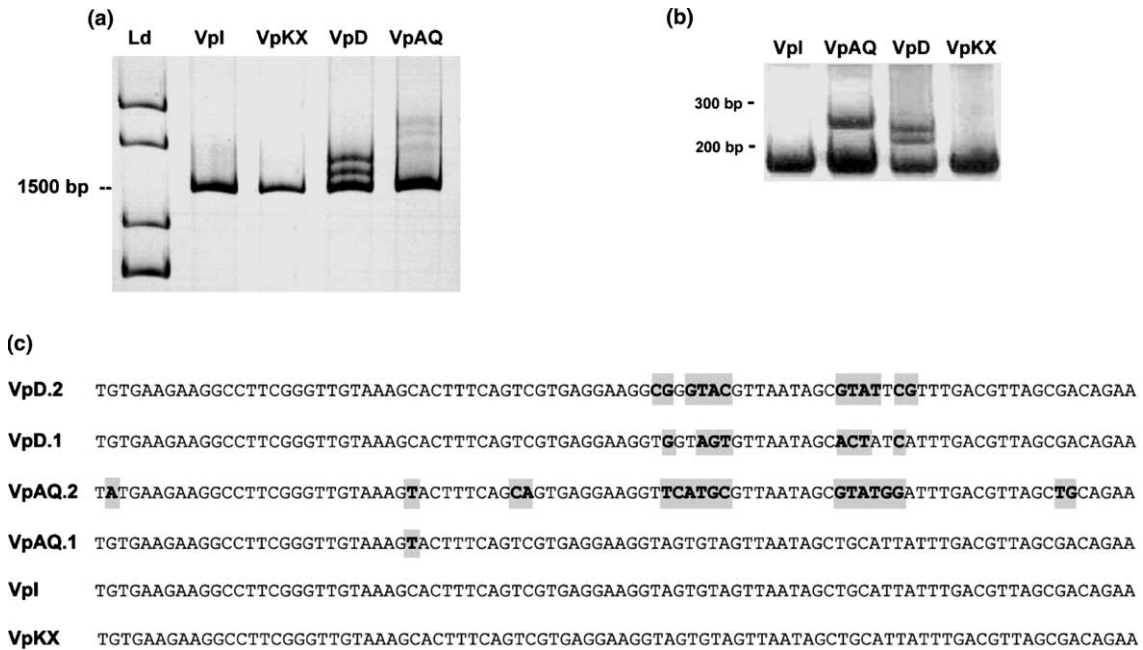 (a)
Ld VpI VpKX VpD VpAQ
1500 bp --
(b)
VpI VpAQ VpD VpKX
300 bp -
200 bp -
(c)
VpD.2 TGTGAAGAAGGCCTTCGGGTTGTAAAGCACTTTCAGTCGTGAGGAAGGCGGGTACGTTAATAGCGTATTCGTTTGACGTTAGCGACAGAA
VpD.1 TGTGAAGAAGGCCTTCGGGTTGTAAAGCACTTTCAGTCGTGAGGAAGGTGGTAGTGTTAATAGCACTATCATTTGACGTTAGCGACAGAA
VpAQ.2 TATGAAGAAGGCCTTCGGGTTGTAAAGTACTTTCAGCAGTGAGGAAGGTTCATGCGTTAATAGCGTATGGATTTGACGTTAGCTGCAGAA
VpAQ.1 TGTGAAGAAGGCCTTCGGGTTGTAAAGTACTTTCAGTCGTGAGGAAGGTAGTGTAGTTAATAGCTGCATTATTTGACGTTAGCGACAGAA
VpI TGTGAAGAAGGCCTTCGGGTTGTAAAGCACTTTCAGTCGTGAGGAAGGTAGTGTAGTTAATAGCTGCATTATTTGACGTTAGCGACAGAA
VpKX TGTGAAGAAGGCCTTCGGGTTGTAAAGCACTTTCAGTCGTGAGGAAGGTAGTGTAGTTAATAGCTGCATTATTTGACGTTAGCGACAGAA